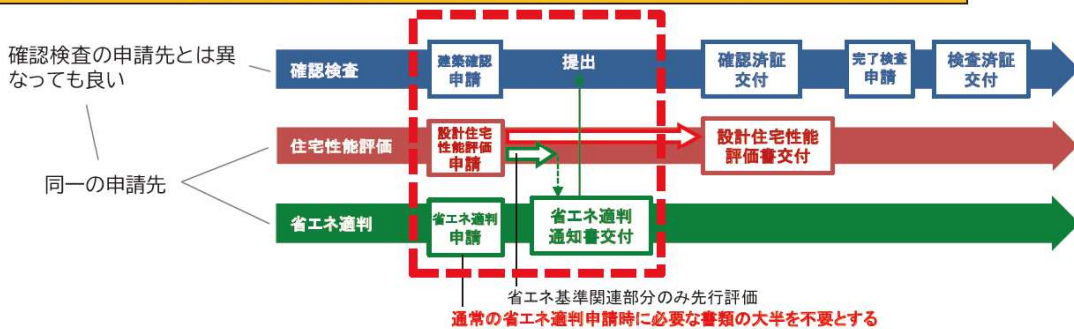 確認検査の申請先とは異
なっても良い
同一の申請先
確認検査
建築確認
申請
提出
確認済証
交付
完了検査
申請
検査済証
交付
住宅性能評価
設計住宅
性能評価
申請
設計住宅性能
評価書交付
省エネ適判
省エネ適判
申請
省エネ適判
通知書交付
省エネ基準関連部分のみ先行評価
通常の省エネ適判申請時に必要な書類の大半を不要とする